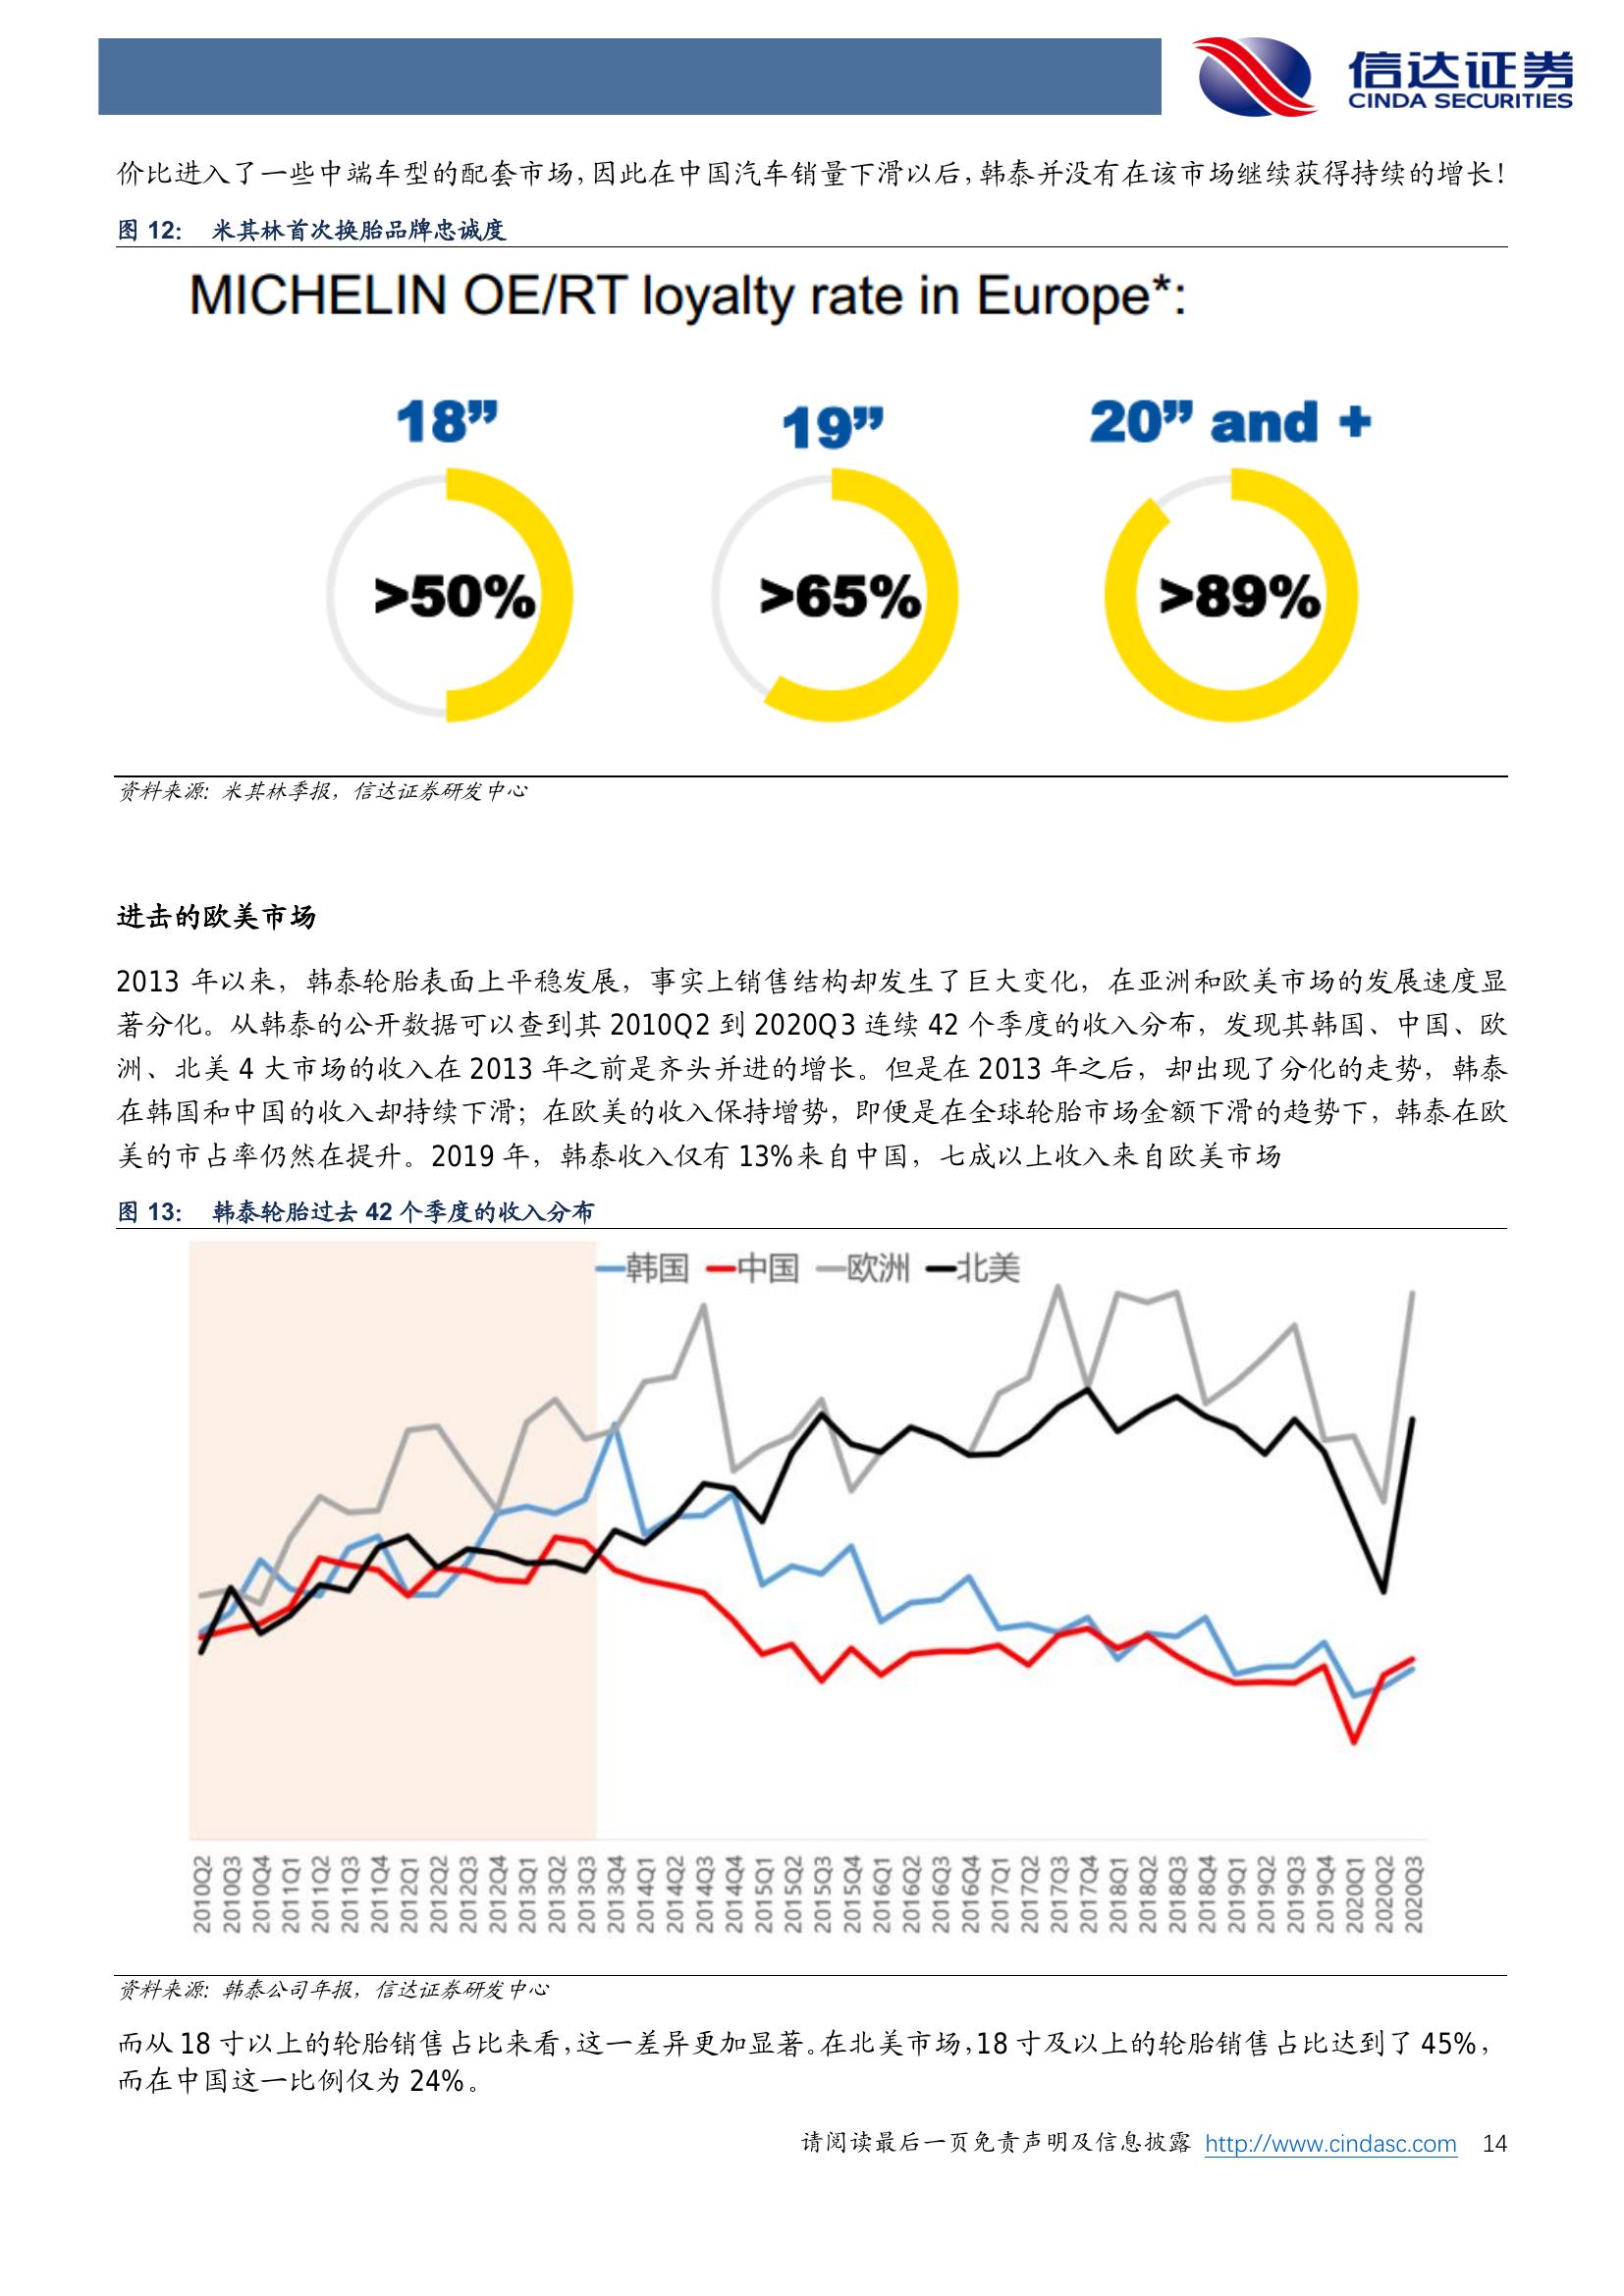 信达证券
CINDA SECURITIES
价比进入了一些中端车型的配套市场，因此在中国汽车销量下滑以后，韩泰并没有在该市场继续获得持续的增长！
图 12： 米其林首次换胎品牌忠诚度
MICHELIN OE/RT loyalty rate in Europe*:
18” 19” 20” and +
>50% >65% >89%
资料来源：米其林季报，信达证券研发中心
进击的欧美市场
2013 年以来，韩泰轮胎表面上平稳发展，事实上销售结构却发生了巨大变化，在亚洲和欧美市场的发展速度显
著分化。从韩泰的公开数据可以查到其 2010Q2 到 2020Q3 连续 42 个季度的收入分布，发现其韩国、中国、欧
洲、北美 4 大市场的收入在 2013 年之前是齐头并进的增长。但是在 2013 年之后，却出现了分化的走势，韩泰
在韩国和中国的收入却持续下滑；在欧美的收入保持增势，即便是在全球轮胎市场金额下滑的趋势下，韩泰在欧
美的市占率仍然在提升。2019 年，韩泰收入仅有 13%来自中国，七成以上收入来自欧美市场
图 13： 韩泰轮胎过去 42 个季度的收入分布
韩国 中国 欧洲 北美
2010Q2 2010Q3 2010Q4 2011Q1 2011Q2 2011Q3 2011Q4 2012Q1 2012Q2 2012Q3 2012Q4 2013Q1 2013Q2 2013Q3 2013Q4 2014Q1 2014Q2 2014Q3 2014Q4 2015Q1 2015Q2 2015Q3 2015Q4 2016Q1 2016Q2 2016Q3 2016Q4 2017Q1 2017Q2 2017Q3 2017Q4 2018Q1 2018Q2 2018Q3 2018Q4 2019Q1 2019Q2 2019Q3 2019Q4 2020Q1 2020Q2 2020Q3
资料来源：韩泰公司年报，信达证券研发中心
而从 18 寸以上的轮胎销售占比来看，这一差异更加显著。在北美市场，18 寸及以上的轮胎销售占比达到了 45%，
而在中国这一比例仅为 24%。
请阅读最后一页免责声明及信息披露 http://www.cindasc.com 14